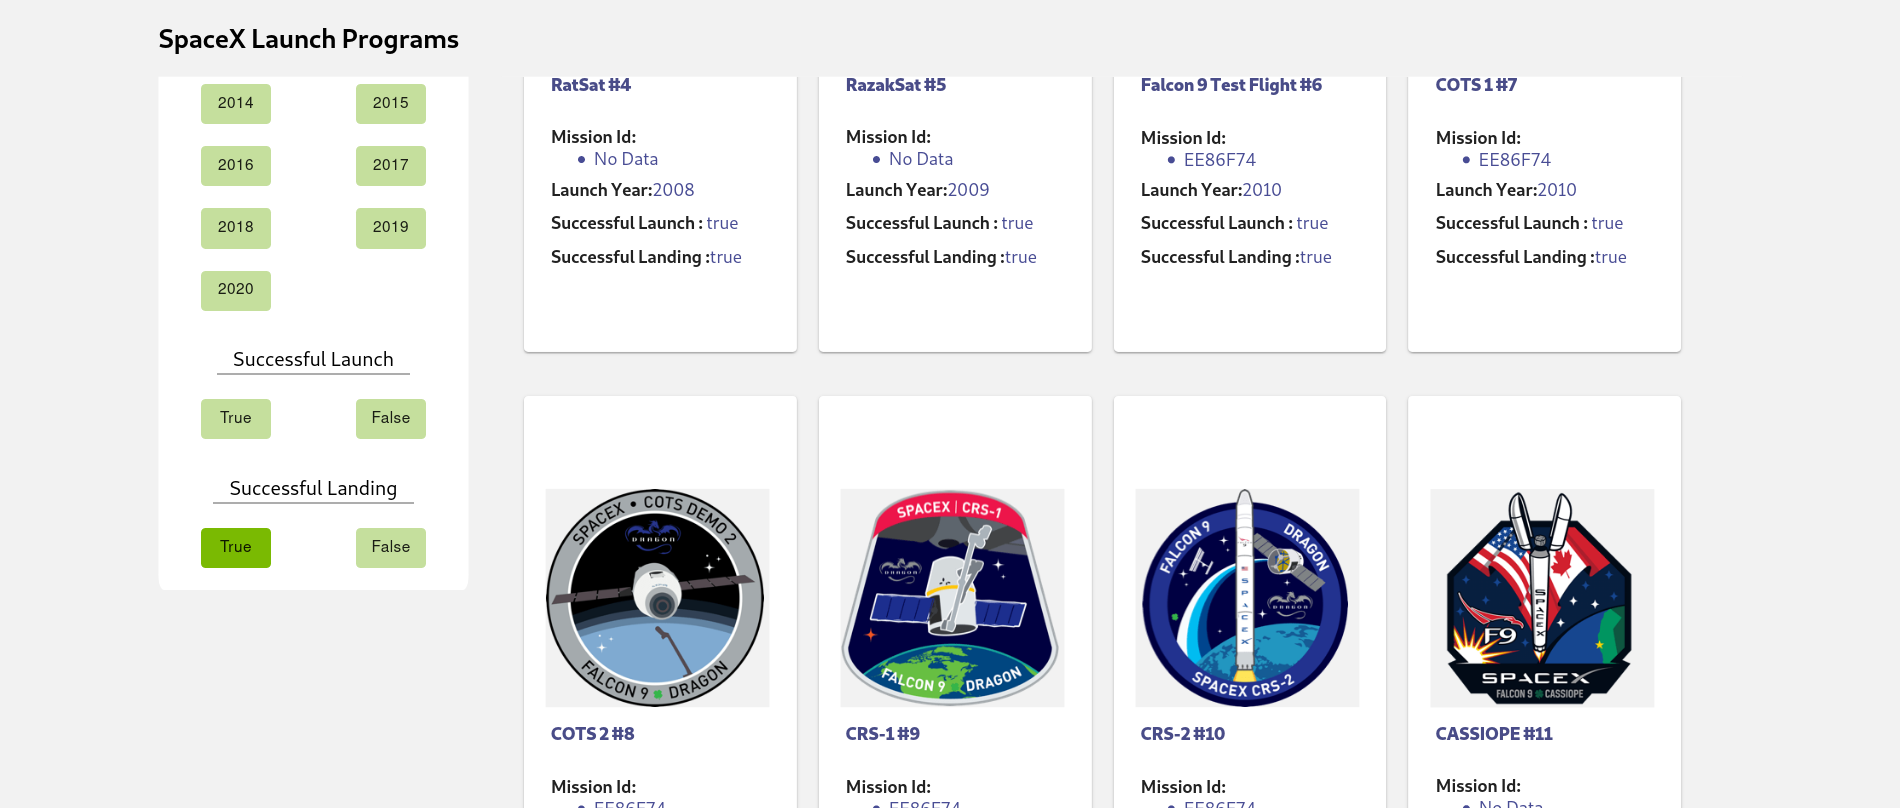 SpaceX Launch Programs
2014
2015
2016
2017
2018
2019
2020
Successful Launch
True
False
Successful Landing
True
False
RatSat #4
Mission Id:
• No Data
Launch Year:2008
Successful Launch : true
Successful Landing :true
RazakSat #5
Mission Id:
• No Data
Launch Year:2009
Successful Launch : true
Successful Landing :true
Falcon 9 Test Flight #6
Mission Id:
• EE86F74
Launch Year:2010
Successful Launch : true
Successful Landing :true
COTS 1 #7
Mission Id:
• EE86F74
Launch Year:2010
Successful Launch : true
Successful Landing :true
SPACEX • COTS DEMO 2
DRAGON
FALCON 9 DRAGON
COTS 2 #8
Mission Id:
• EE86F74
SPACEX | CRS-1
DRAGON
FALCON 9 DRAGON
CRS-1 #9
Mission Id:
• EE86F74
FALCON 9
DRAGON
SPACEX
DRAGON
SPACEX CRS-2
CRS-2 #10
Mission Id:
• EE86F74
SPACEX
F9
SPACEX
FALCON 9 CASSIOPE
CASSIOPE #11
Mission Id:
• No Data